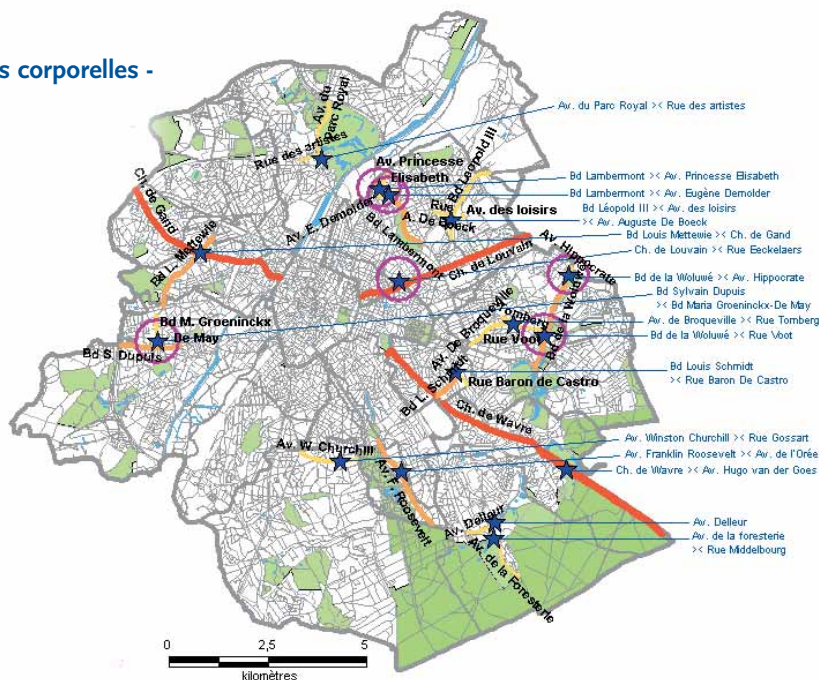 s corporelles -
Av. du
Parc Royal
Rue des artistes
Av. Princesse
Elisabeth
Bd Léopold III
Rue
A. De Boeck
Av. des loisirs
Av. E. Demolder
Bd Lambermont
Ch. de Gand
Bd L. Mettewie
Ch. de Louvain
Av. Hippocrate
Bd de la Woluwé
Tomberg
Av. De Broqueville
Rue Voot
Bd M. Groeninckx
De May
Bd S. Dupuis
Bd L. Schmidt
Rue Baron de Castro
Ch. de Wavre
Av. W. Churchill
Av. F. Roosevelt
Av. Delleur
Av. de la Foresterie
Av. du Parc Royal >< Rue des artistes
Bd Lambermont >< Av. Princesse Elisabeth
Bd Lambermont >< Av. Eugène Demolder
Bd Léopold III >< Av. des loisirs
>< Av. Auguste De Boeck
Bd Louis Mettewie >< Ch. de Gand
Ch. de Louvain >< Rue Eeckelaers
Bd de la Woluwé >< Av. Hippocrate
Bd Sylvain Dupuis
>< Bd Maria Groeninckx-De May
Av. de Broqueville >< Rue Tomberg
Bd de la Woluwé >< Rue Voot
Bd Louis Schmidt
>< Rue Baron De Castro
Av. Winston Churchill >< Rue Gossart
Av. Franklin Roosevelt >< Av. de l'Orée
Ch. de Wavre >< Av. Hugo van der Goes
Av. Delleur
Av. de la foresterie
>< Rue Middelbourg
0 2,5 5
kilomètres